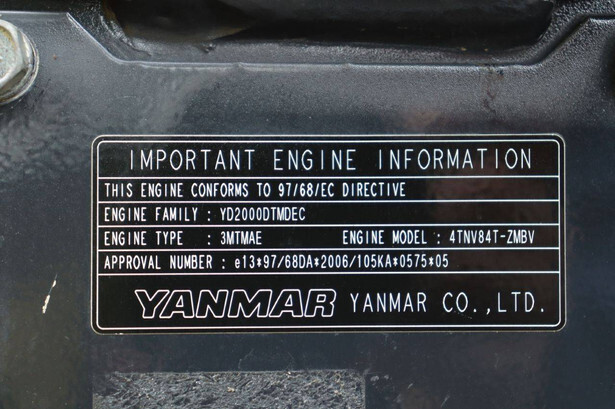 IMPORTANT ENGINE INFORMATION
THIS ENGINE CONFORMS TO 97/68/EC DIRECTIVE
ENGINE FAMILY : YD2000DTMDEC
ENGINE TYPE : 3MTMAE ENGINE MODEL : 4TNV84T-ZMBV
APPROVAL NUMBER : e13*97/68DA*2006/105KA*0575*05
YANMAR YANMAR CO.,LTD.